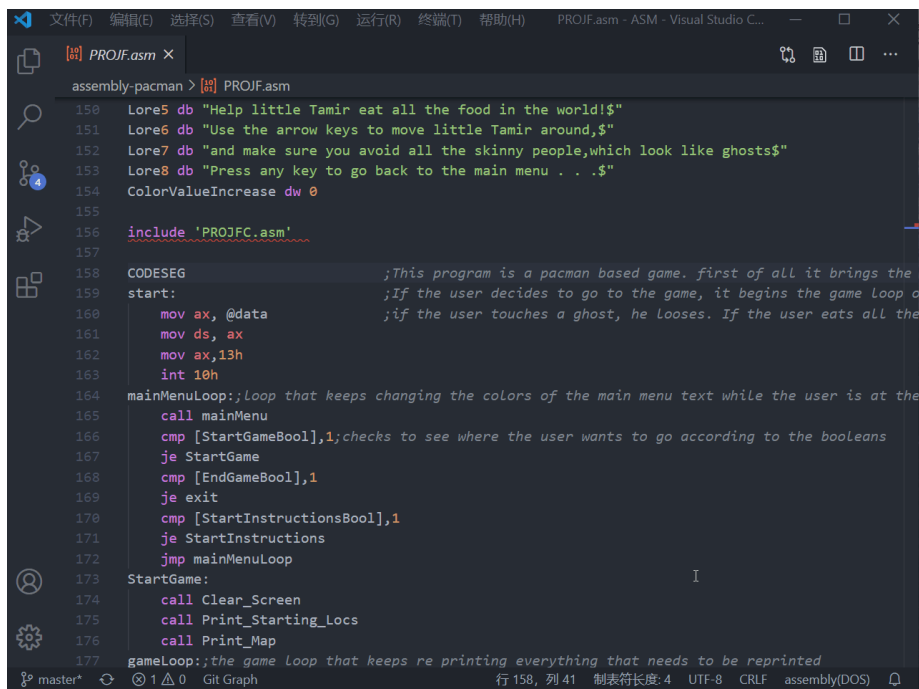 文件(F) 编辑(E) 选择(S) 查看(V) 转到(G) 运行(R) 终端(T) 帮助(H) PROJF.asm - ASM - Visual Studio C...
PROJF.asm
assembly-pacman > PROJF.asm
150 Lore5 db "Help little Tamir eat all the food in the world!$"
151 Lore6 db "Use the arrow keys to move little Tamir around,$"
152 Lore7 db "and make sure you avoid all the skinny people,which look like ghosts$"
153 Lore8 db "Press any key to go back to the main menu . . .$"
154 ColorValueIncrease dw 0
155
156 include 'PROJFC.asm'
157
158 CODESEG ;This program is a pacman based game. first of all it brings the
159 start: ;If the user decides to go to the game, it begins the game loop o
160 mov ax, @data ;if the user touches a ghost, he looses. If the user eats all the
161 mov ds, ax
162 mov ax,13h
163 int 10h
164 mainMenuLoop:;loop that keeps changing the colors of the main menu text while the user is at the
165 call mainMenu
166 cmp [StartGameBool],1;checks to see where the user wants to go according to the booleans
167 je StartGame
168 cmp [EndGameBool],1
169 je exit
170 cmp [StartInstructionsBool],1
171 je StartInstructions
172 jmp mainMenuLoop
173 StartGame:
174 call Clear_Screen
175 call Print_Starting_Locs
176 call Print_Map
177 gameLoop:;the game loop that keeps re printing everything that needs to be reprinted
4
master* 1 0 Git Graph 行 158，列 41 制表符长度: 4 UTF-8 CRLF assembly(DOS)